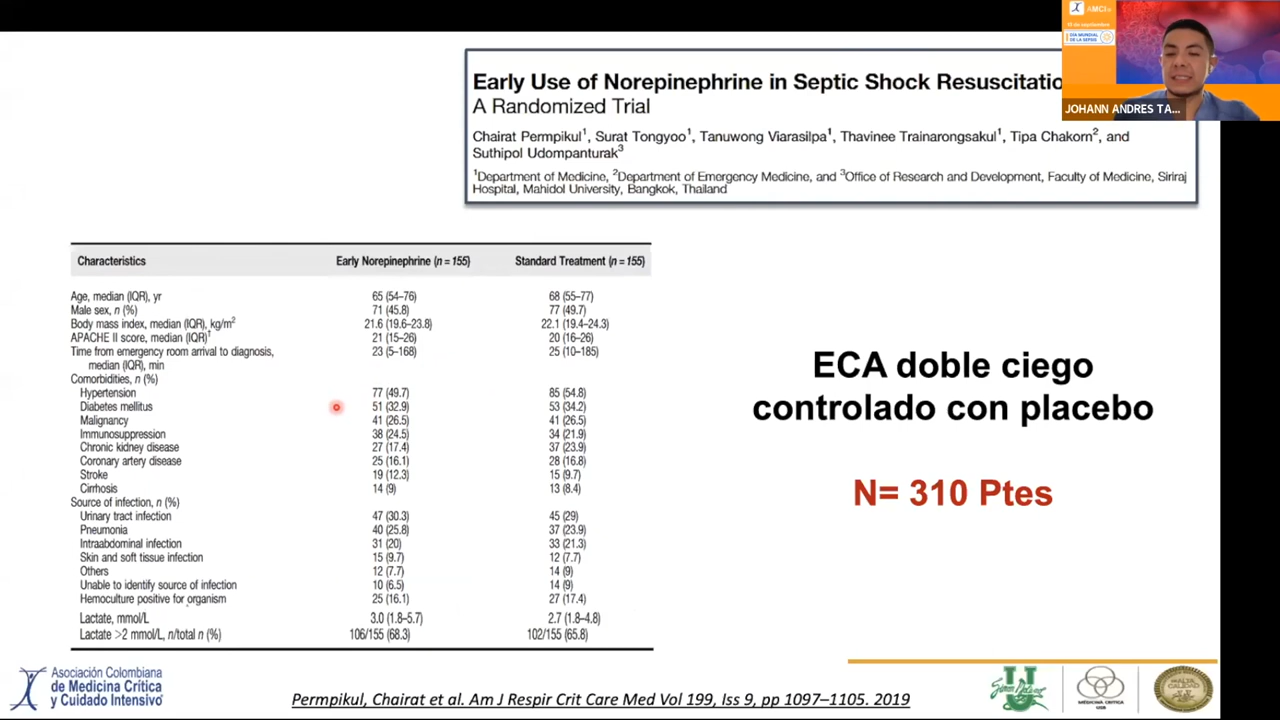 Early Use of Norepinephrine in Septic Shock Resuscitatio
A Randomized Trial
Chairat Permpikul¹, Surat Tongyoo¹, Tanuwong Viarasilpa¹, Thavinee Trainarongsakul¹, Tipa Chakorn², and
Suthipol Udompanturak³
¹Department of Medicine, ²Department of Emergency Medicine, and ³Office of Research and Development, Faculty of Medicine, Siriraj
Hospital, Mahidol University, Bangkok, Thailand
AMCI
DÍA MUNDIAL
DE LA SEPSIS
JOHANN ANDRES TA...
Characteristics Early Norepinephrine (n = 155) Standard Treatment (n = 155)
Age, median (IQR), yr 65 (54–76) 68 (55–77)
Male sex, n (%) 71 (45.8) 77 (49.7)
Body mass index, median (IQR), kg/m² 21.6 (19.6–23.8) 22.1 (19.4–24.3)
APACHE II score, median (IQR)† 21 (15–26) 20 (16–26)
Time from emergency room arrival to diagnosis, 23 (5–168) 25 (10–185)
median (IQR), min
Comorbidities, n (%)
Hypertension 77 (49.7) 85 (54.8)
Diabetes mellitus 51 (32.9) 53 (34.2)
Malignancy 41 (26.5) 41 (26.5)
Immunosuppression 38 (24.5) 34 (21.9)
Chronic kidney disease 27 (17.4) 37 (23.9)
Coronary artery disease 25 (16.1) 28 (16.8)
Stroke 19 (12.3) 15 (9.7)
Cirrhosis 14 (9) 13 (8.4)
Source of infection, n (%)
Urinary tract infection 47 (30.3) 45 (29)
Pneumonia 40 (25.8) 37 (23.9)
Intraabdominal infection 31 (20) 33 (21.3)
Skin and soft tissue infection 15 (9.7) 12 (7.7)
Others 12 (7.7) 14 (9)
Unable to identify source of infection 10 (6.5) 14 (9)
Hemoculture positive for organism 25 (16.1) 27 (17.4)
Lactate, mmol/L 3.0 (1.8–5.7) 2.7 (1.8–4.8)
Lactate >2 mmol/L, n/total n (%) 106/155 (68.3) 102/155 (65.8)
ECA doble ciego
controlado con placebo
N= 310 Ptes
Asociación Colombiana
de Medicina Crítica
y Cuidado Intensivo
Permpikul, Chairat et al. Am J Respir Crit Care Med Vol 199, Iss 9, pp 1097–1105. 2019
MEDICINA CRITICA